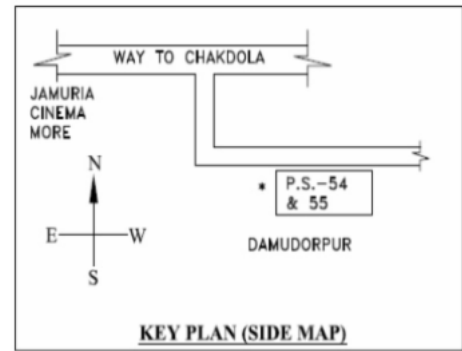 WAY TO CHAKDOLA
JAMURIA
CINEMA
MORE
N
E
W
S
* P.S.-54
& 55
DAMUDORPUR
KEY PLAN (SIDE MAP)